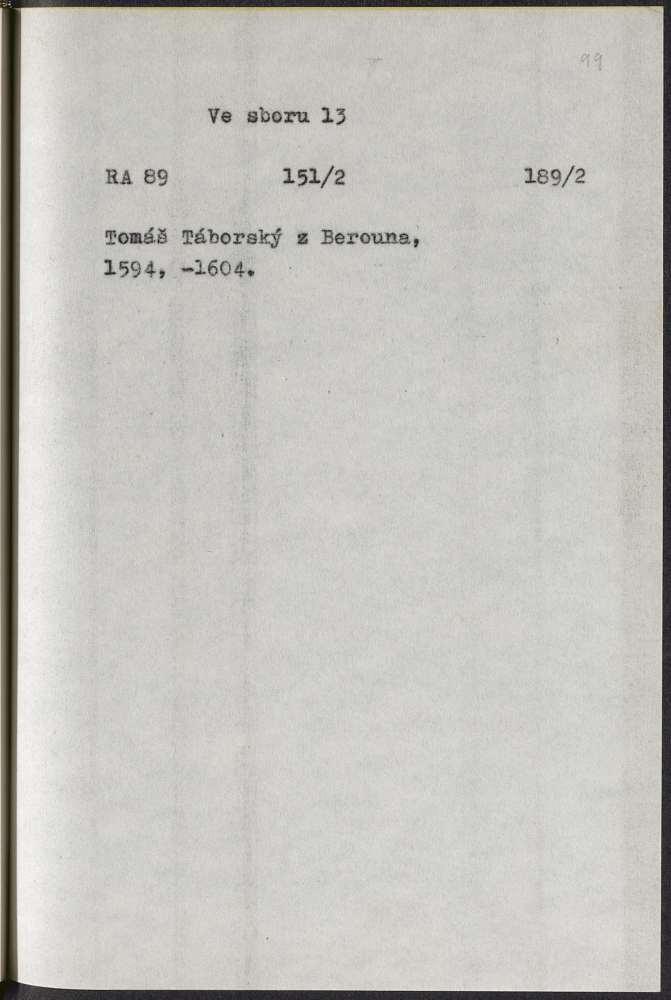 99
Ve sboru 13
RA 89 151/2 189/2
Tomáš Táborský z Berouna,
1594, -1604.